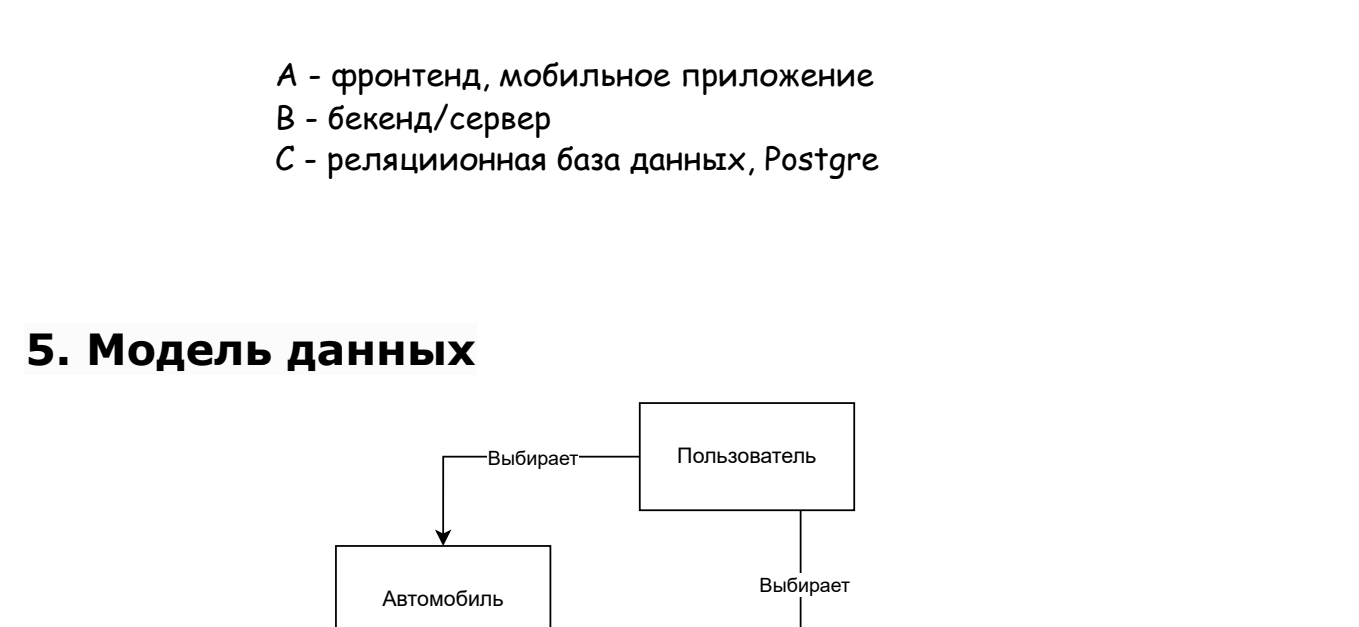 A - фронтенд, мобильное приложение
B - бекенд/сервер
C - реляциионная база данных, Postgre
5. Модель данных
Пользователь
Выбирает
Автомобиль
Выбирает